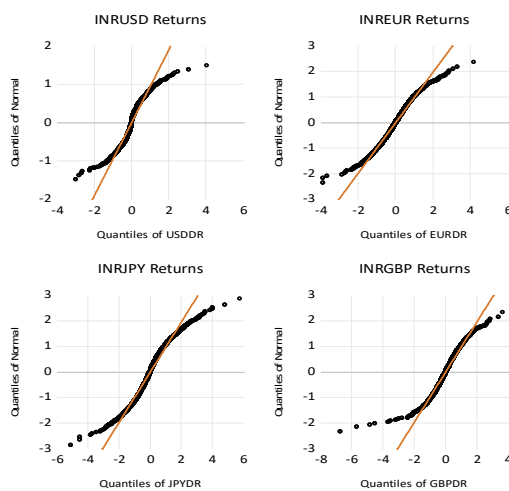 INRUSD Returns
Quantiles of Normal
2
1
0
-1
-2
-4 -2 0 2 4 6
Quantiles of USDDR
INREUR Returns
Quantiles of Normal
3
2
1
0
-1
-2
-3
-4 -2 0 2 4 6
Quantiles of EURDR
INRJPY Returns
Quantiles of Normal
3
2
1
0
-1
-2
-3
-6 -4 -2 0 2 4 6
Quantiles of JPYDR
INRGBP Returns
Quantiles of Normal
3
2
1
0
-1
-2
-3
-8 -6 -4 -2 0 2 4
Quantiles of GBPDR